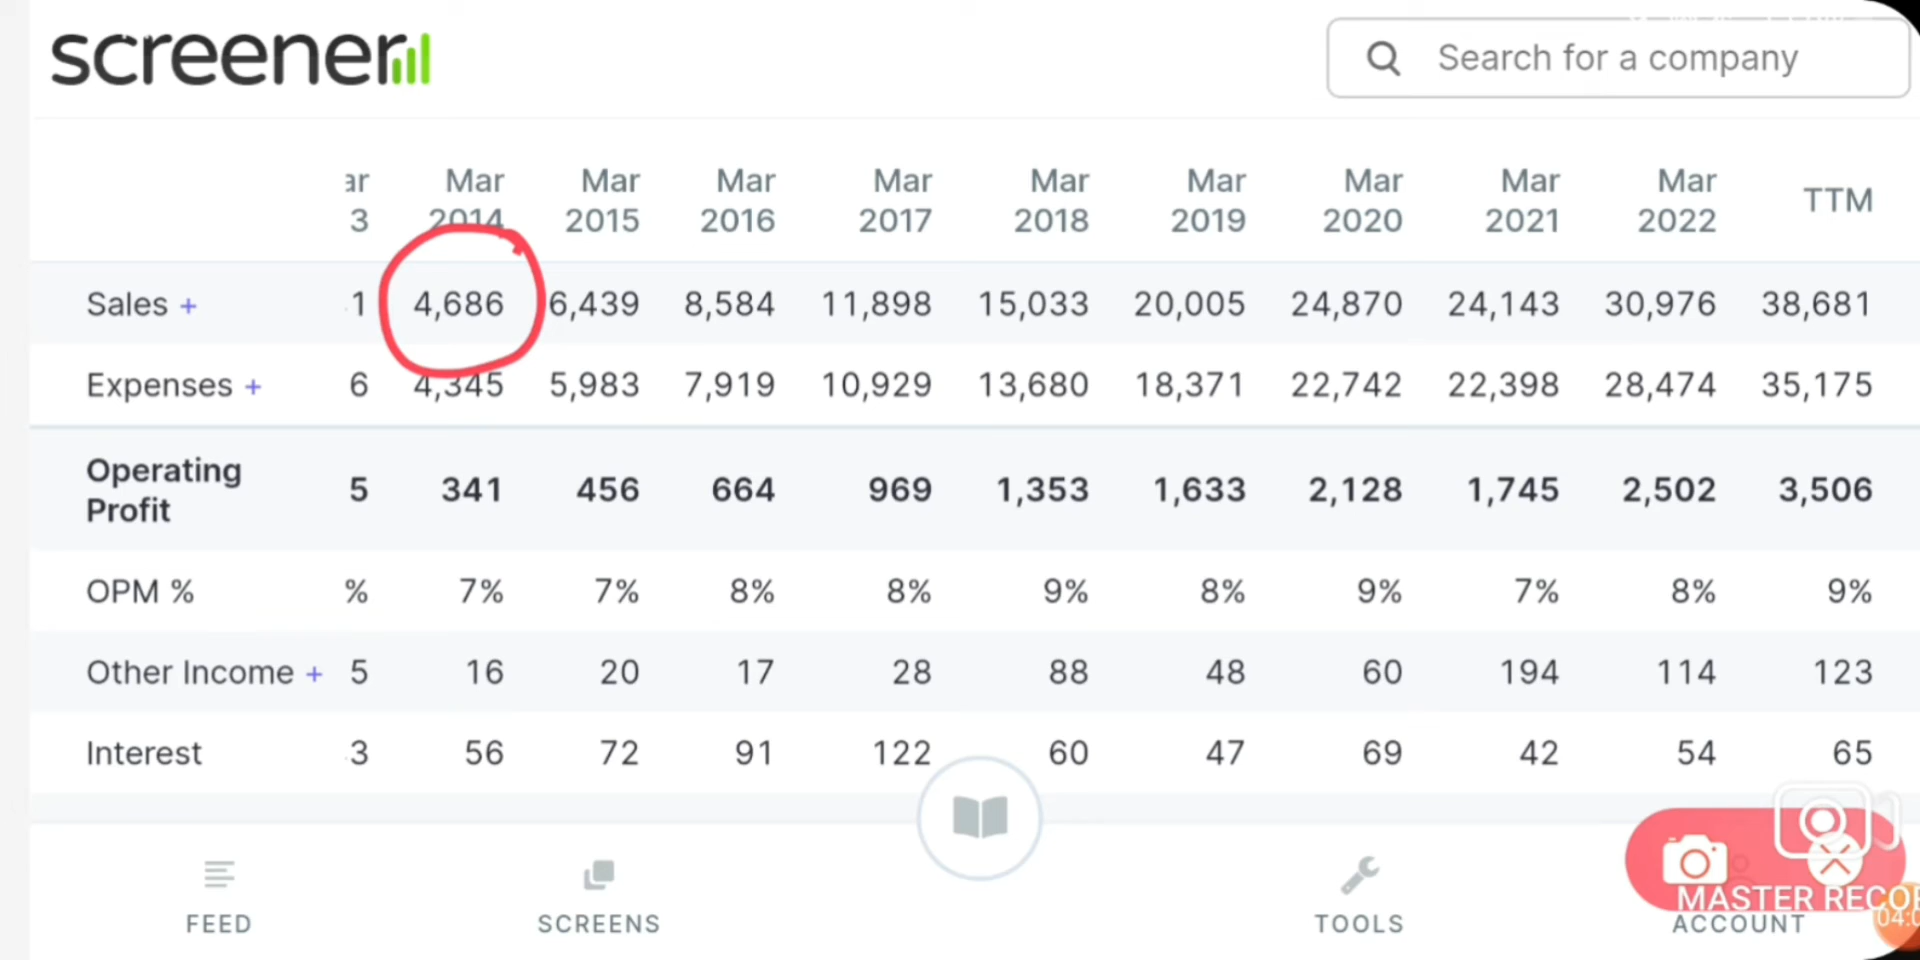 screener
Search for a company
ar Mar Mar Mar Mar Mar Mar Mar Mar Mar TTM
3 2014 2015 2016 2017 2018 2019 2020 2021 2022
Sales + 1 4,686 6,439 8,584 11,898 15,033 20,005 24,870 24,143 30,976 38,681
Expenses + 6 4,345 5,983 7,919 10,929 13,680 18,371 22,742 22,398 28,474 35,175
Operating
Profit 5 341 456 664 969 1,353 1,633 2,128 1,745 2,502 3,506
OPM % % 7% 7% 8% 8% 9% 8% 9% 7% 8% 9%
Other Income + 5 16 20 17 28 88 48 60 194 114 123
Interest 3 56 72 91 122 60 47 69 42 54 65
MASTER RECOR
04:0
FEED SCREENS TOOLS ACCOUNT